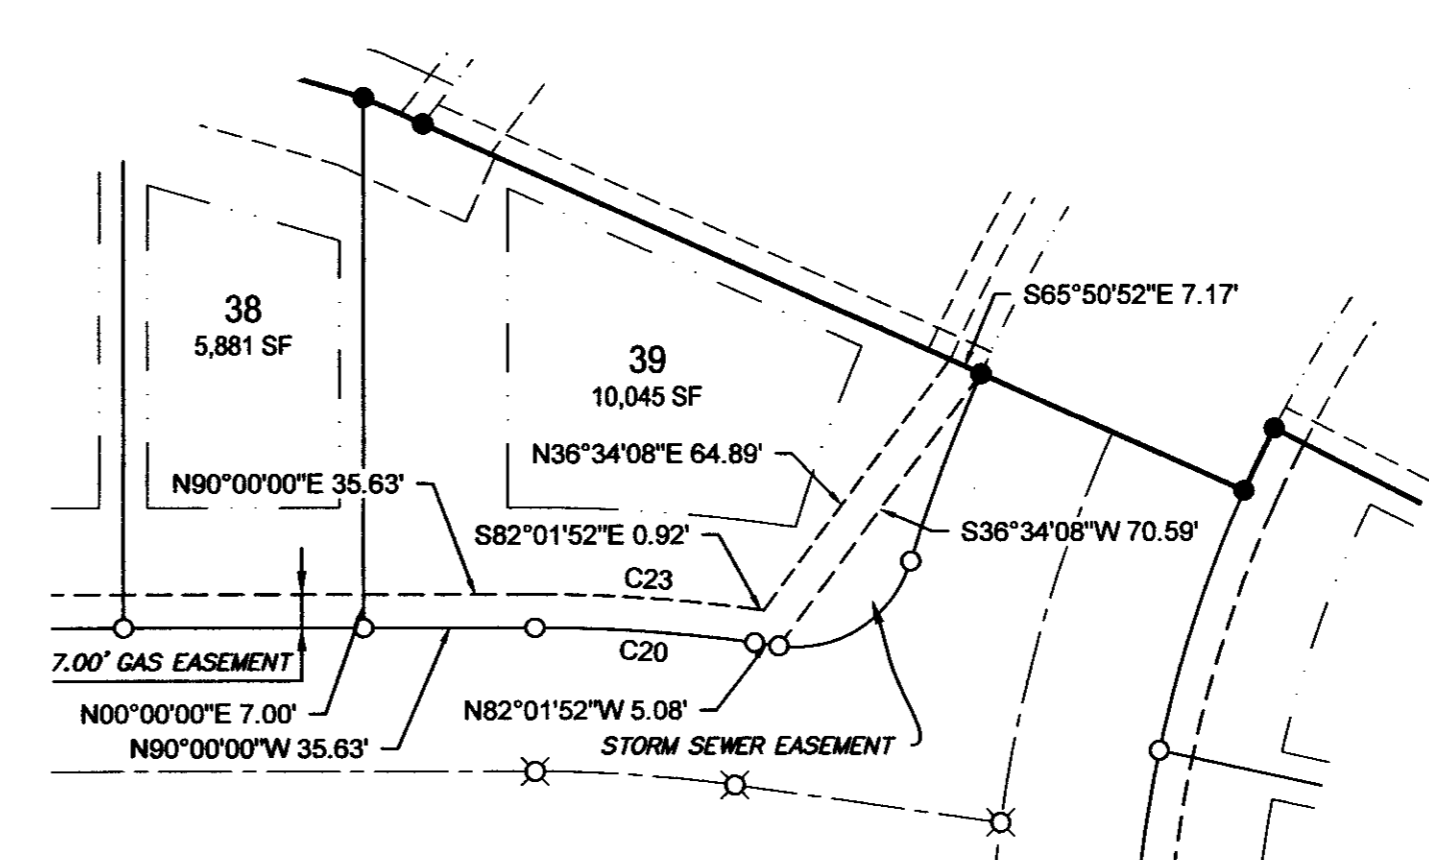 S65°50'52"E 7.17'
38
5,881 SF
39
10,045 SF
N36°34'08"E 64.89'
N90°00'00"E 35.63'
S82°01'52"E 0.92'
S36°34'08"W 70.59'
C23
C20
7.00' GAS EASEMENT
N00°00'00"E 7.00'
N82°01'52"W 5.08'
N90°00'00"W 35.63'
STORM SEWER EASEMENT